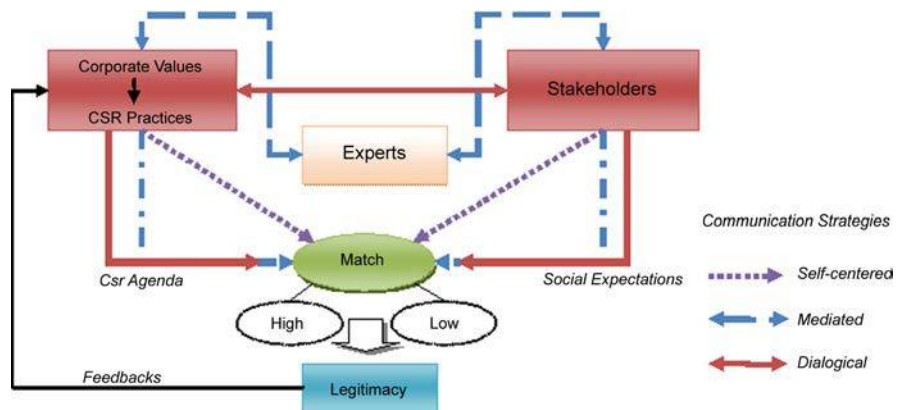 Corporate Values
CSR Practices
Stakeholders
Experts
Match
Csr Agenda
Social Expectations
High
Low
Feedbacks
Legitimacy
Communication Strategies
Self-centered
Mediated
Dialogical